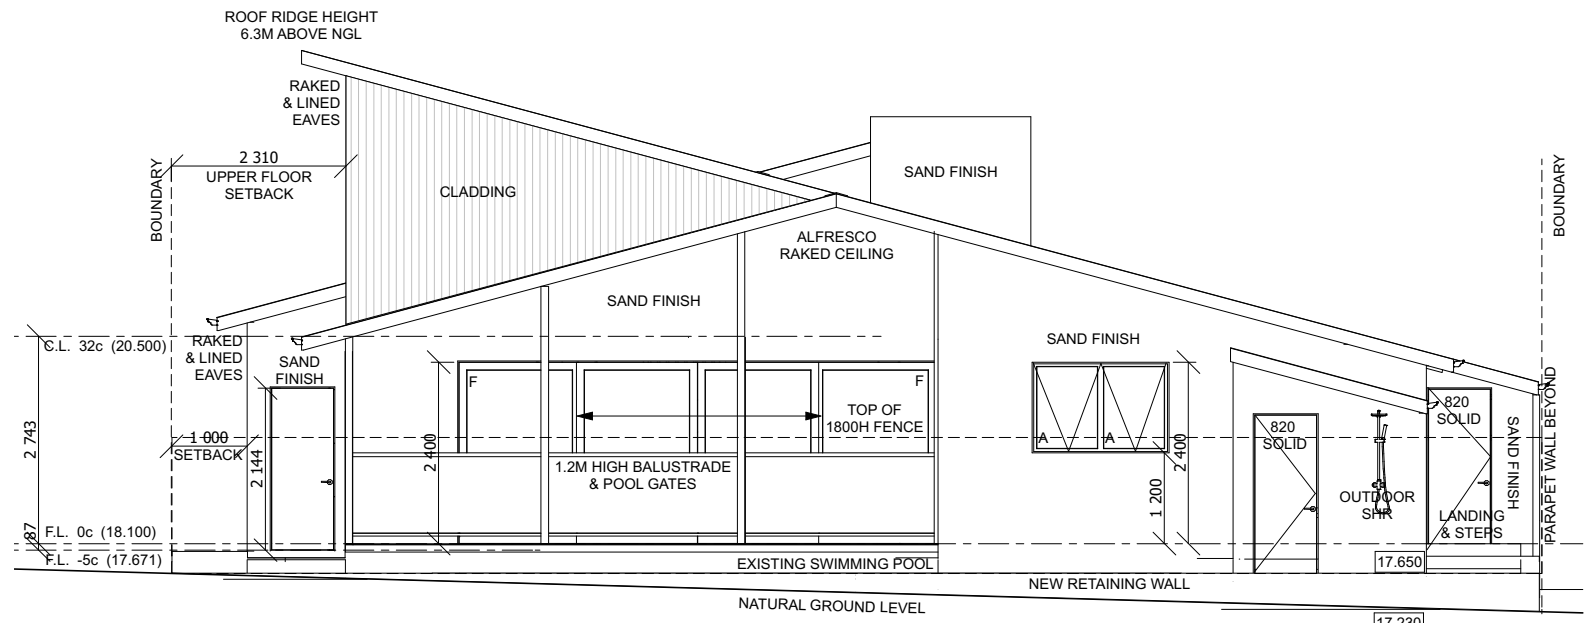 ROOF RIDGE HEIGHT
6.3M ABOVE NGL
RAKED
& LINED
EAVES
2 310
UPPER FLOOR
SETBACK
BOUNDARY
CLADDING
SAND FINISH
BOUNDARY
ALFRESCO
RAKED CEILING
SAND FINISH
SAND FINISH
C.L. 32c (20.500)
RAKED
& LINED
EAVES
SAND
FINISH
F
F
TOP OF
1800H FENCE
A
A
820
SOLID
820
SOLID
SAND FINISH
PARAPET WALL BEYOND
1 000
SETBACK
2 743
2 144
2 400
1.2M HIGH BALUSTRADE
& POOL GATES
1 200
2 400
OUTDOOR
SHR
LANDING
& STEPS
87
F.L. 0c (18.100)
F.L. -5c (17.671)
EXISTING SWIMMING POOL
17.650
NEW RETAINING WALL
NATURAL GROUND LEVEL
17.230